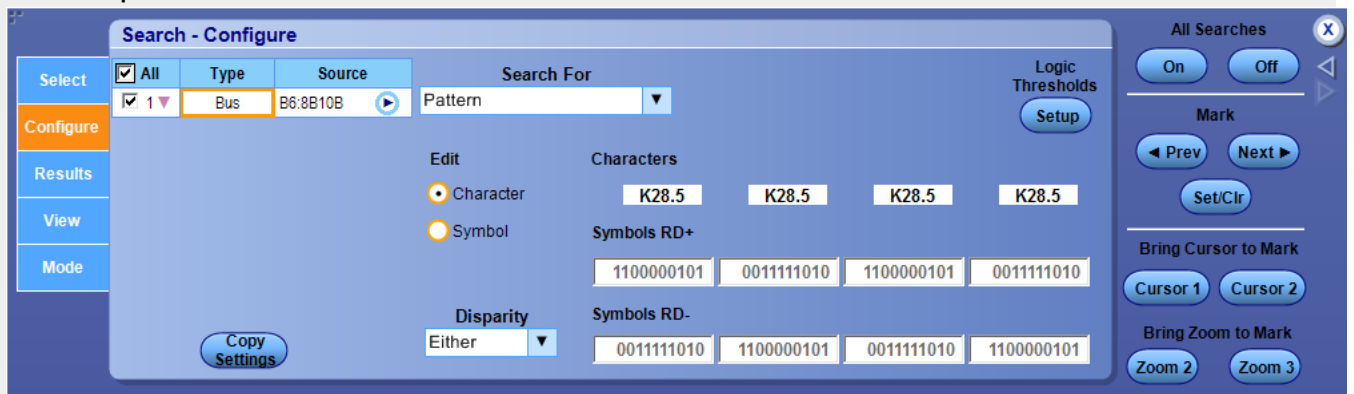 Search - Configure
Select
Configure
Results
View
Mode
All Type Source
1 Bus B6:8B10B
Search For
Pattern
Logic
Thresholds
Setup
Edit
Character
Symbol
Characters
K28.5 K28.5 K28.5 K28.5
Symbols RD+
1100000101 0011111010 1100000101 0011111010
Disparity
Either
Symbols RD-
0011111010 1100000101 0011111010 1100000101
Copy
Settings
All Searches
X
On Off
Mark
Prev Next
Set/Clr
Bring Cursor to Mark
Cursor 1 Cursor 2
Bring Zoom to Mark
Zoom 2 Zoom 3